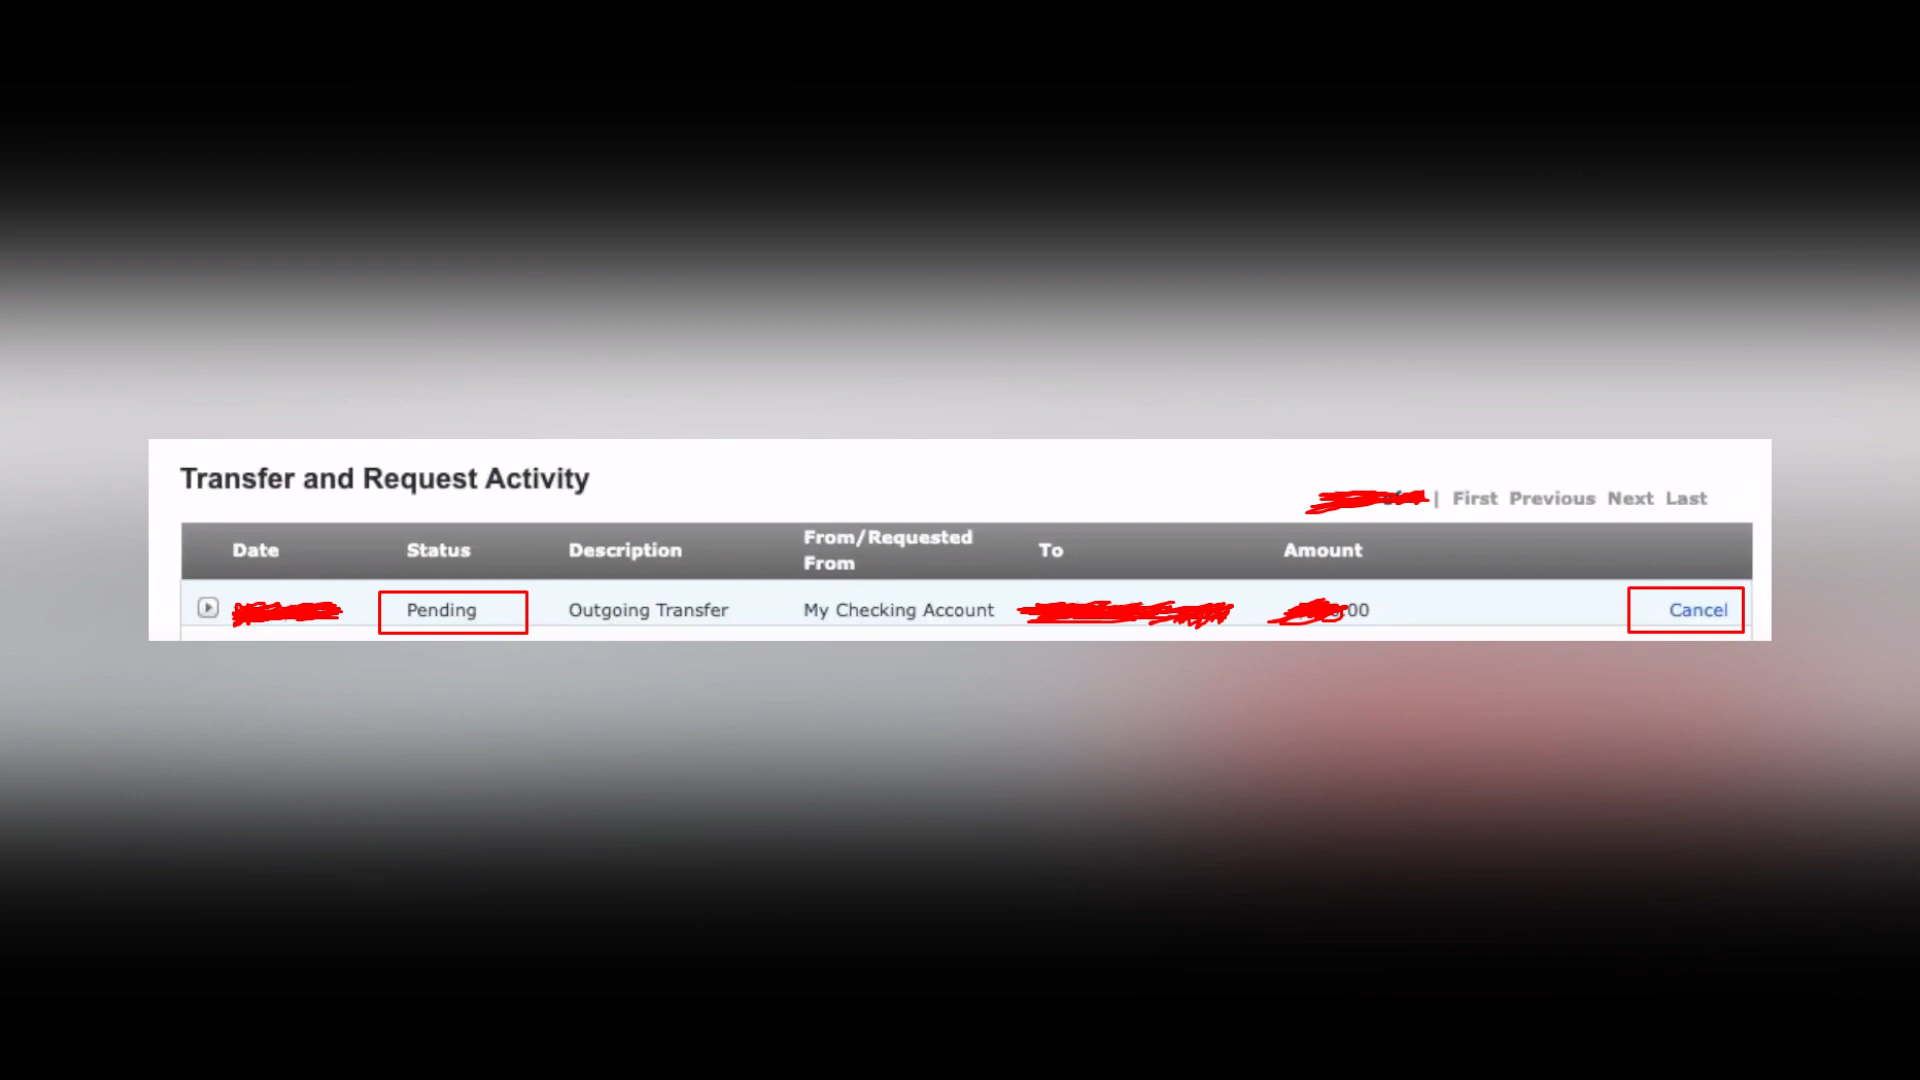 Transfer and Request Activity
| First Previous Next Last
Date Status Description From/Requested From To Amount
Pending Outgoing Transfer My Checking Account 00 Cancel